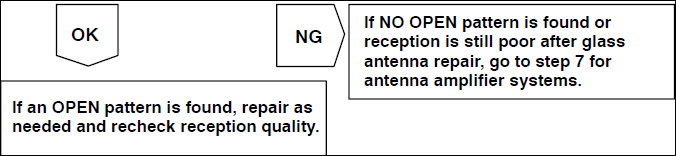 OK
NG
If NO OPEN pattern is found or
reception is still poor after glass
antenna repair, go to step 7 for
antenna amplifier systems.
If an OPEN pattern is found, repair as
needed and recheck reception quality.